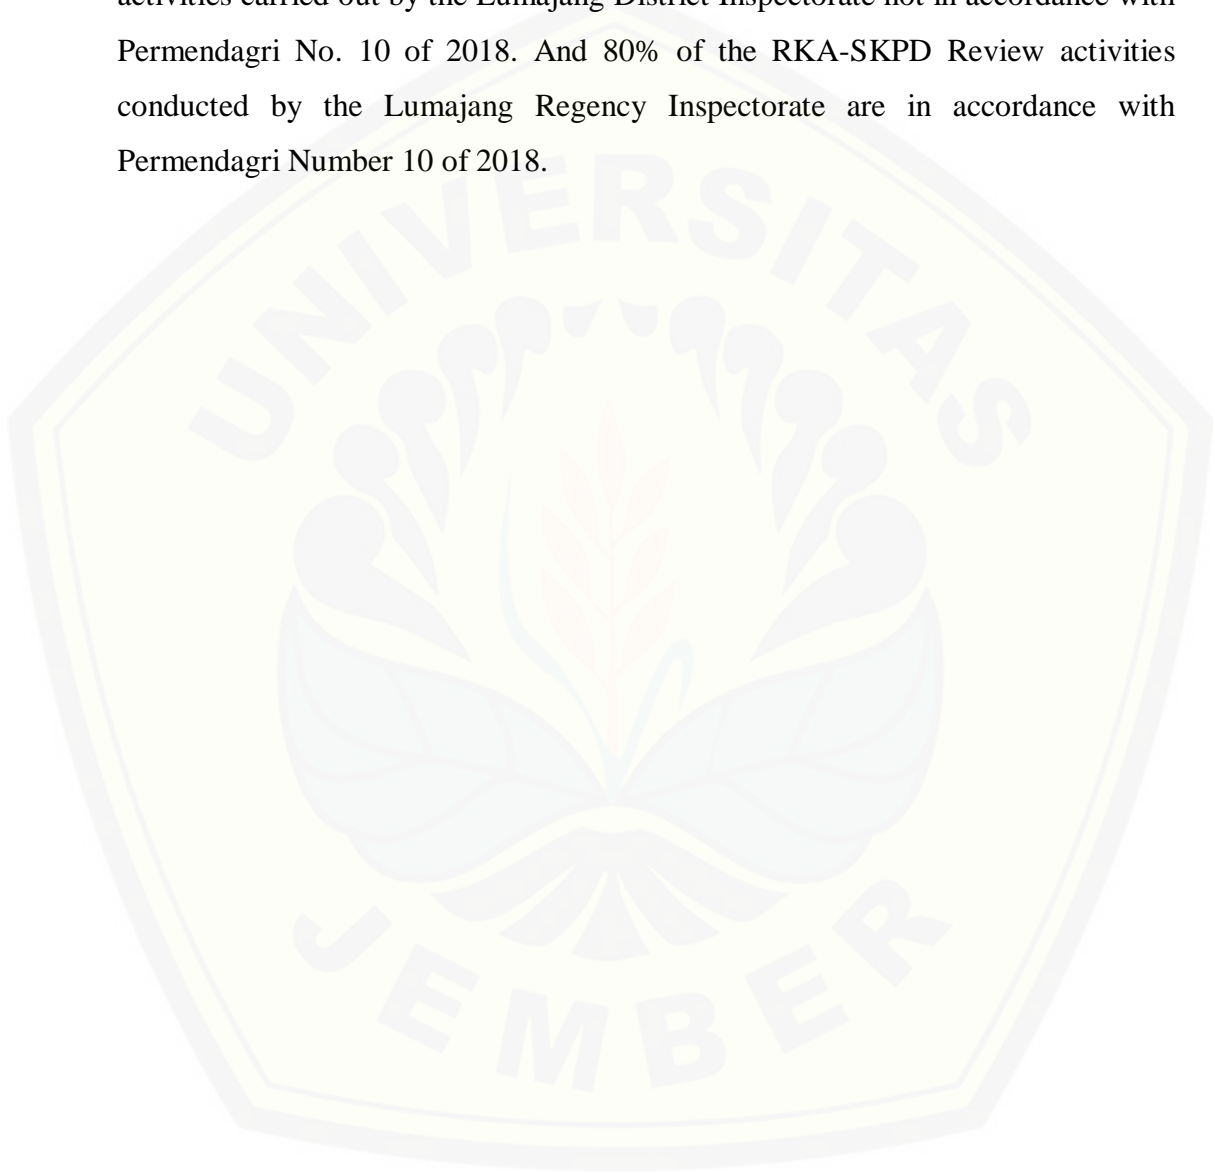 activities carried out by the Lumajang District Inspectorate not in accordance with
Permendagri No. 10 of 2018. And 80% of the RKA-SKPD Review activities
conducted by the Lumajang Regency Inspectorate are in accordance with
Permendagri Number 10 of 2018.
UNIVERSITAS
JEMBER